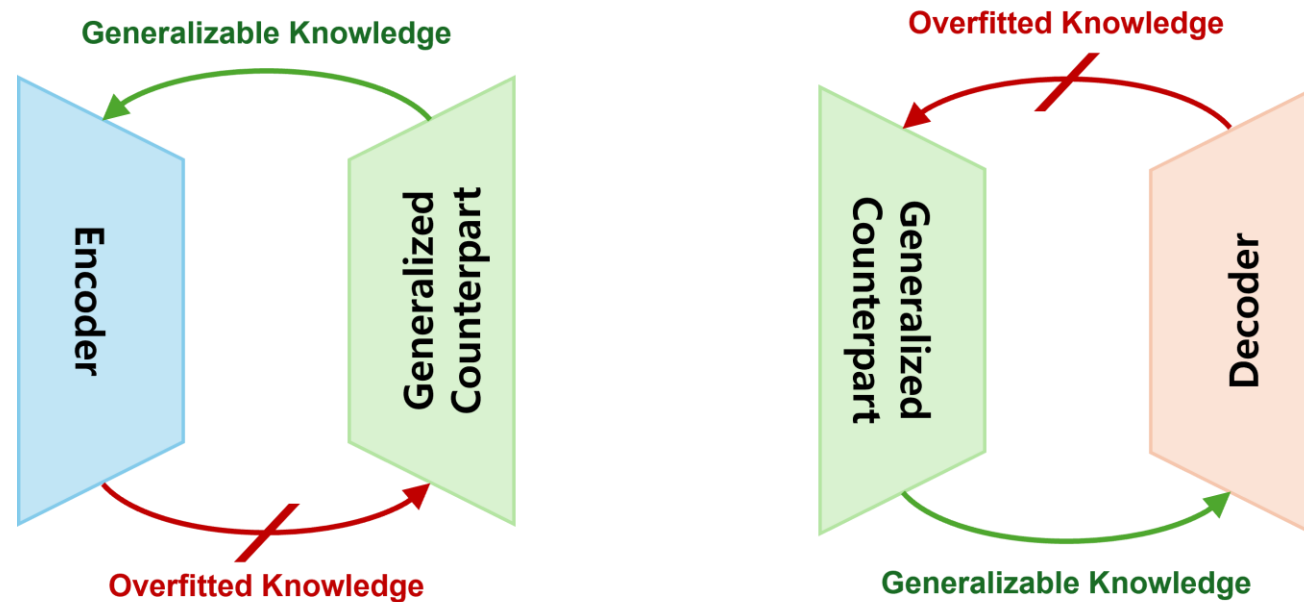 Generalizable Knowledge
Encoder
Generalized
Counterpart
Overfitted Knowledge
Overfitted Knowledge
Generalized
Counterpart
Decoder
Generalizable Knowledge